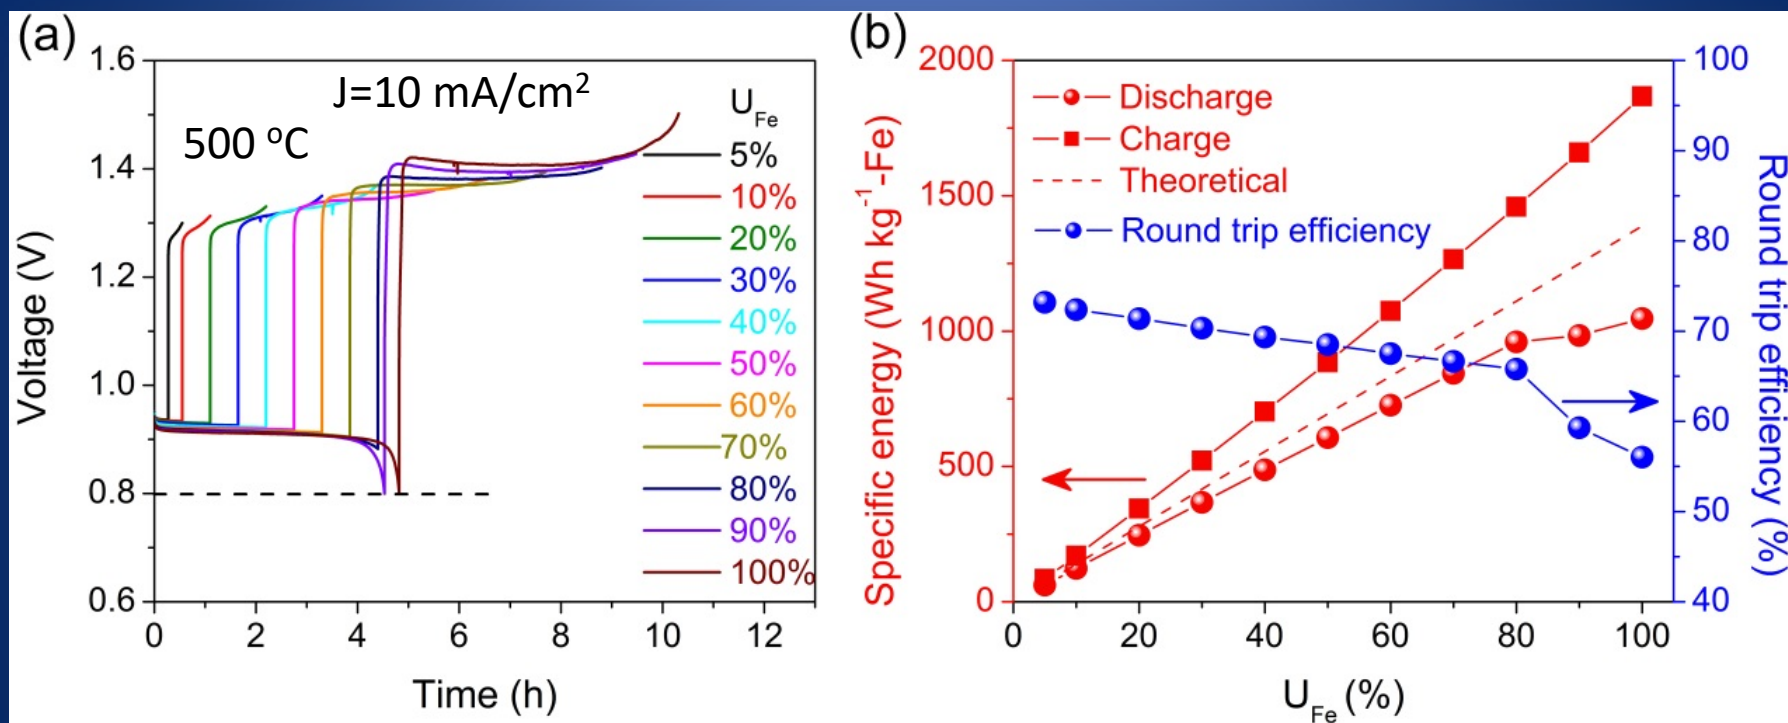 (a)
1.6
1.4
1.2
1.0
0.8
0.6
Voltage (V)
J=10 mA/cm²
500 ºC
U_Fe
5%
10%
20%
30%
40%
50%
60%
70%
80%
90%
100%
0 2 4 6 8 10 12
Time (h)
(b)
2000
1500
1000
500
0
Specific energy (Wh kg⁻¹-Fe)
Discharge
Charge
Theoretical
Round trip efficiency
100
90
80
70
60
50
40
Round trip efficiency (%)
0 20 40 60 80 100
U_Fe (%)